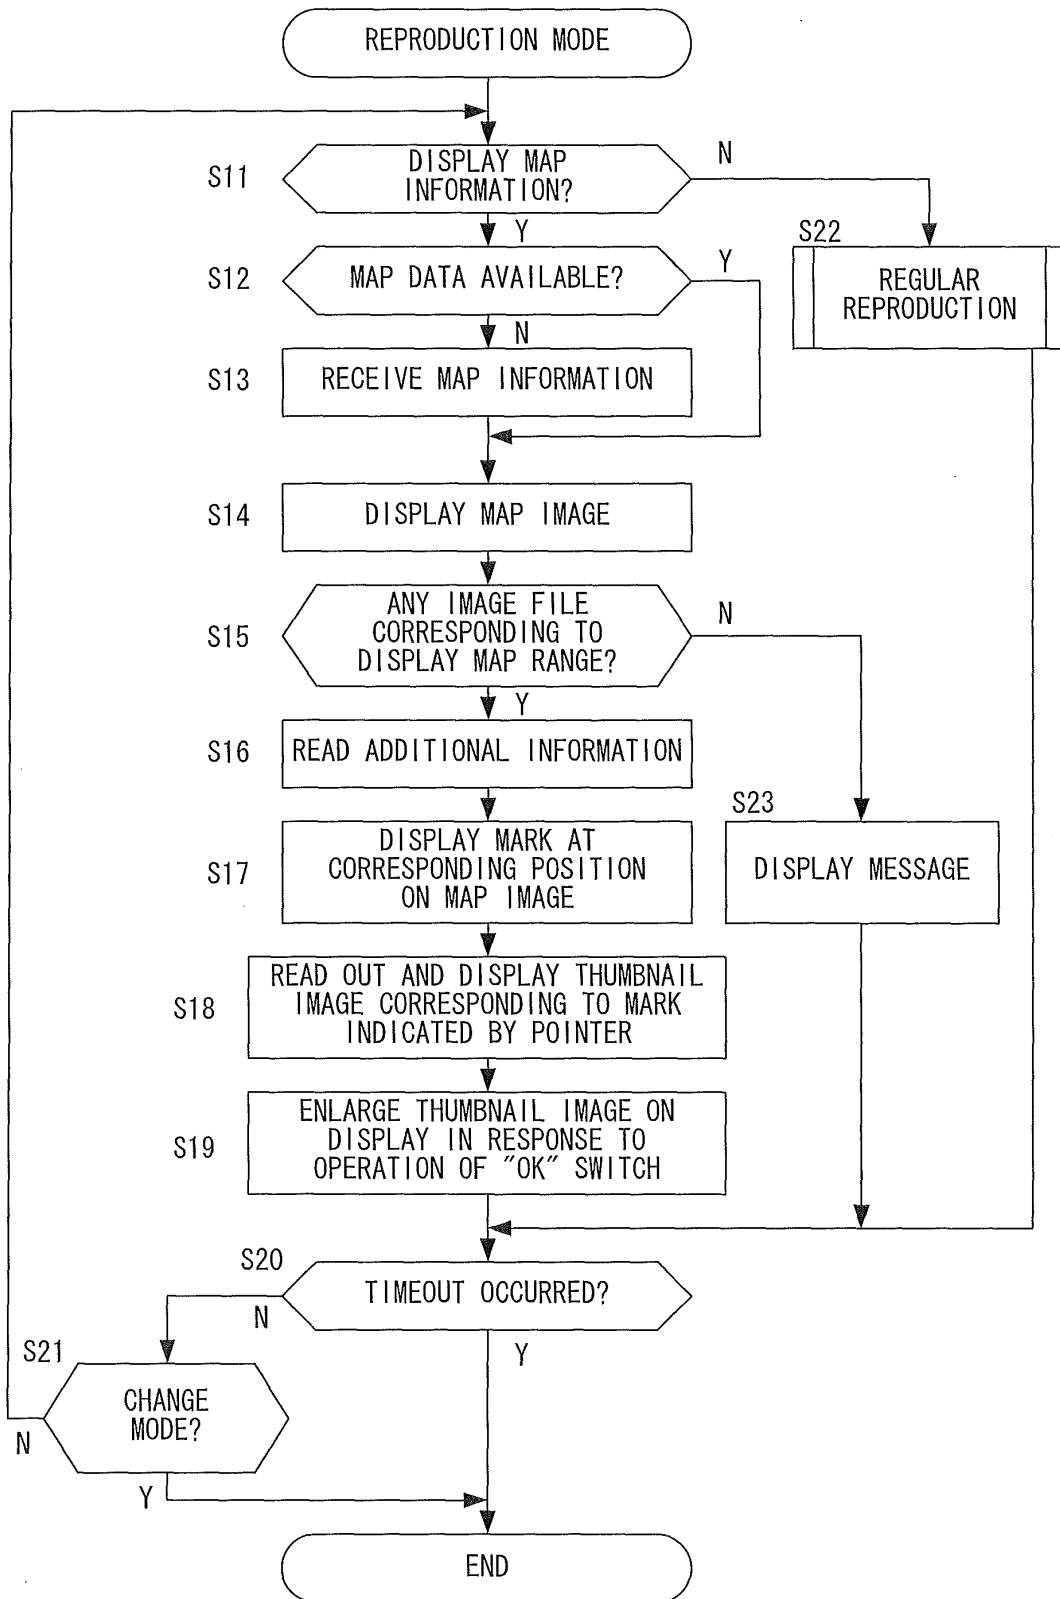 REPRODUCTION MODE
S11
DISPLAY MAP
INFORMATION?
N
Y
S22
REGULAR
REPRODUCTION
S12
MAP DATA AVAILABLE?
Y
N
S13
RECEIVE MAP INFORMATION
S14
DISPLAY MAP IMAGE
S15
ANY IMAGE FILE
CORRESPONDING TO
DISPLAY MAP RANGE?
N
Y
S16
READ ADDITIONAL INFORMATION
S23
DISPLAY MESSAGE
S17
DISPLAY MARK AT
CORRESPONDING POSITION
ON MAP IMAGE
S18
READ OUT AND DISPLAY THUMBNAIL
IMAGE CORRESPONDING TO MARK
INDICATED BY POINTER
S19
ENLARGE THUMBNAIL IMAGE ON
DISPLAY IN RESPONSE TO
OPERATION OF "OK" SWITCH
S20
TIMEOUT OCCURRED?
N
Y
S21
CHANGE
MODE?
N
Y
END